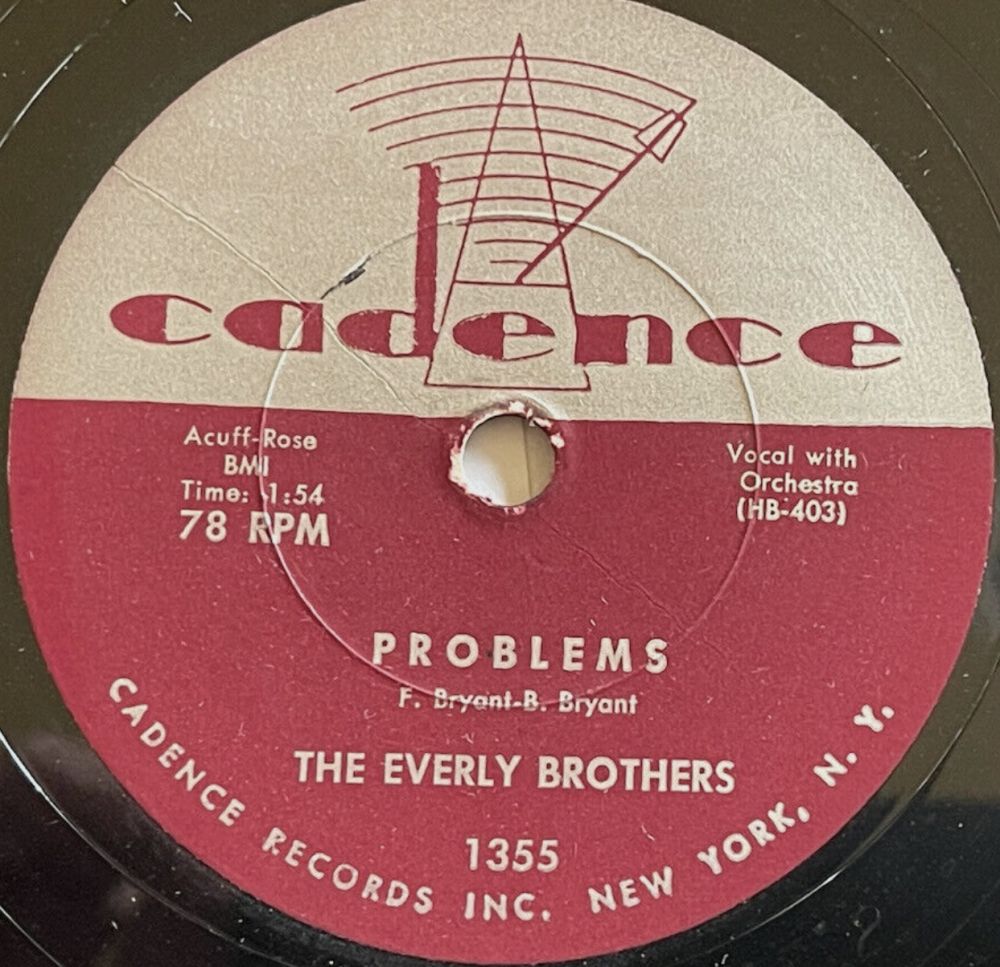 cadence
Acuff-Rose
BMI
Time: 1:54
78 RPM
Vocal with
Orchestra
(HB-403)
PROBLEMS
F. Bryant-B. Bryant
THE EVERLY BROTHERS
1355
CADENCE RECORDS INC. NEW YORK, N. Y.